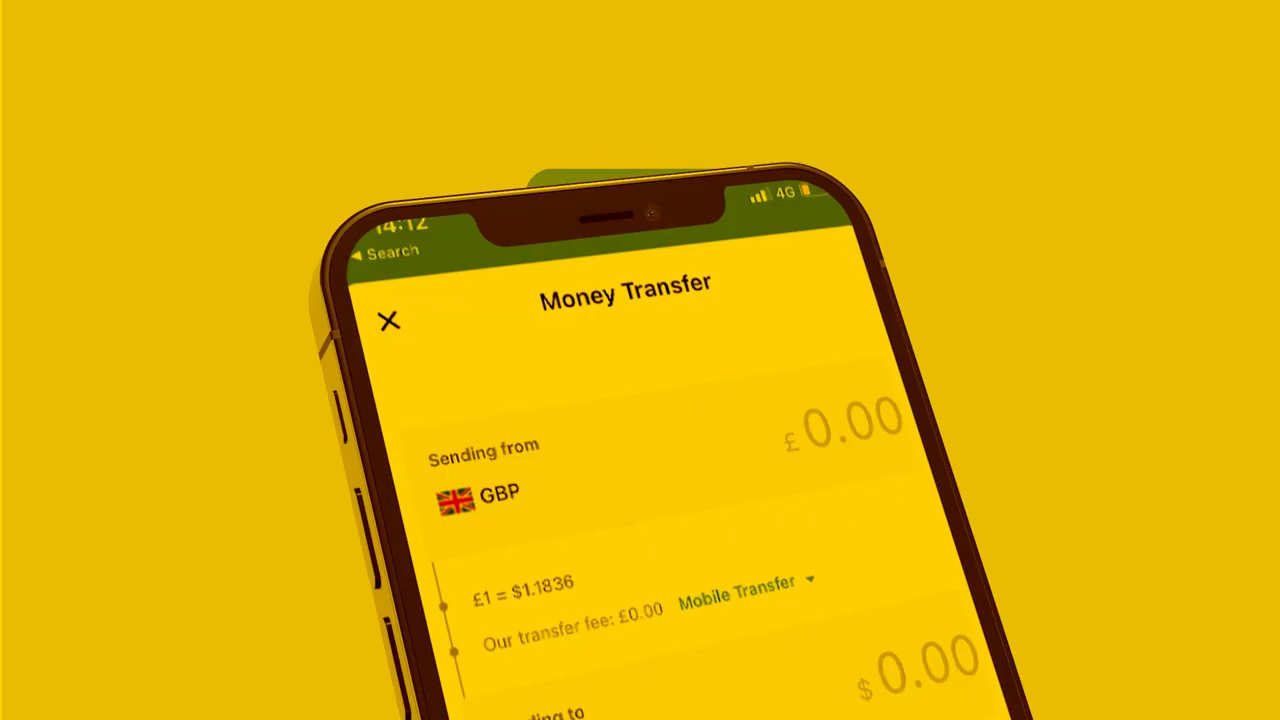 14:12
4G
Search
Money Transfer
Sending from
£ 0.00
GBP
£1 = $1.1836
Our transfer fee: £0.00 Mobile Transfer
$ 0.00
to